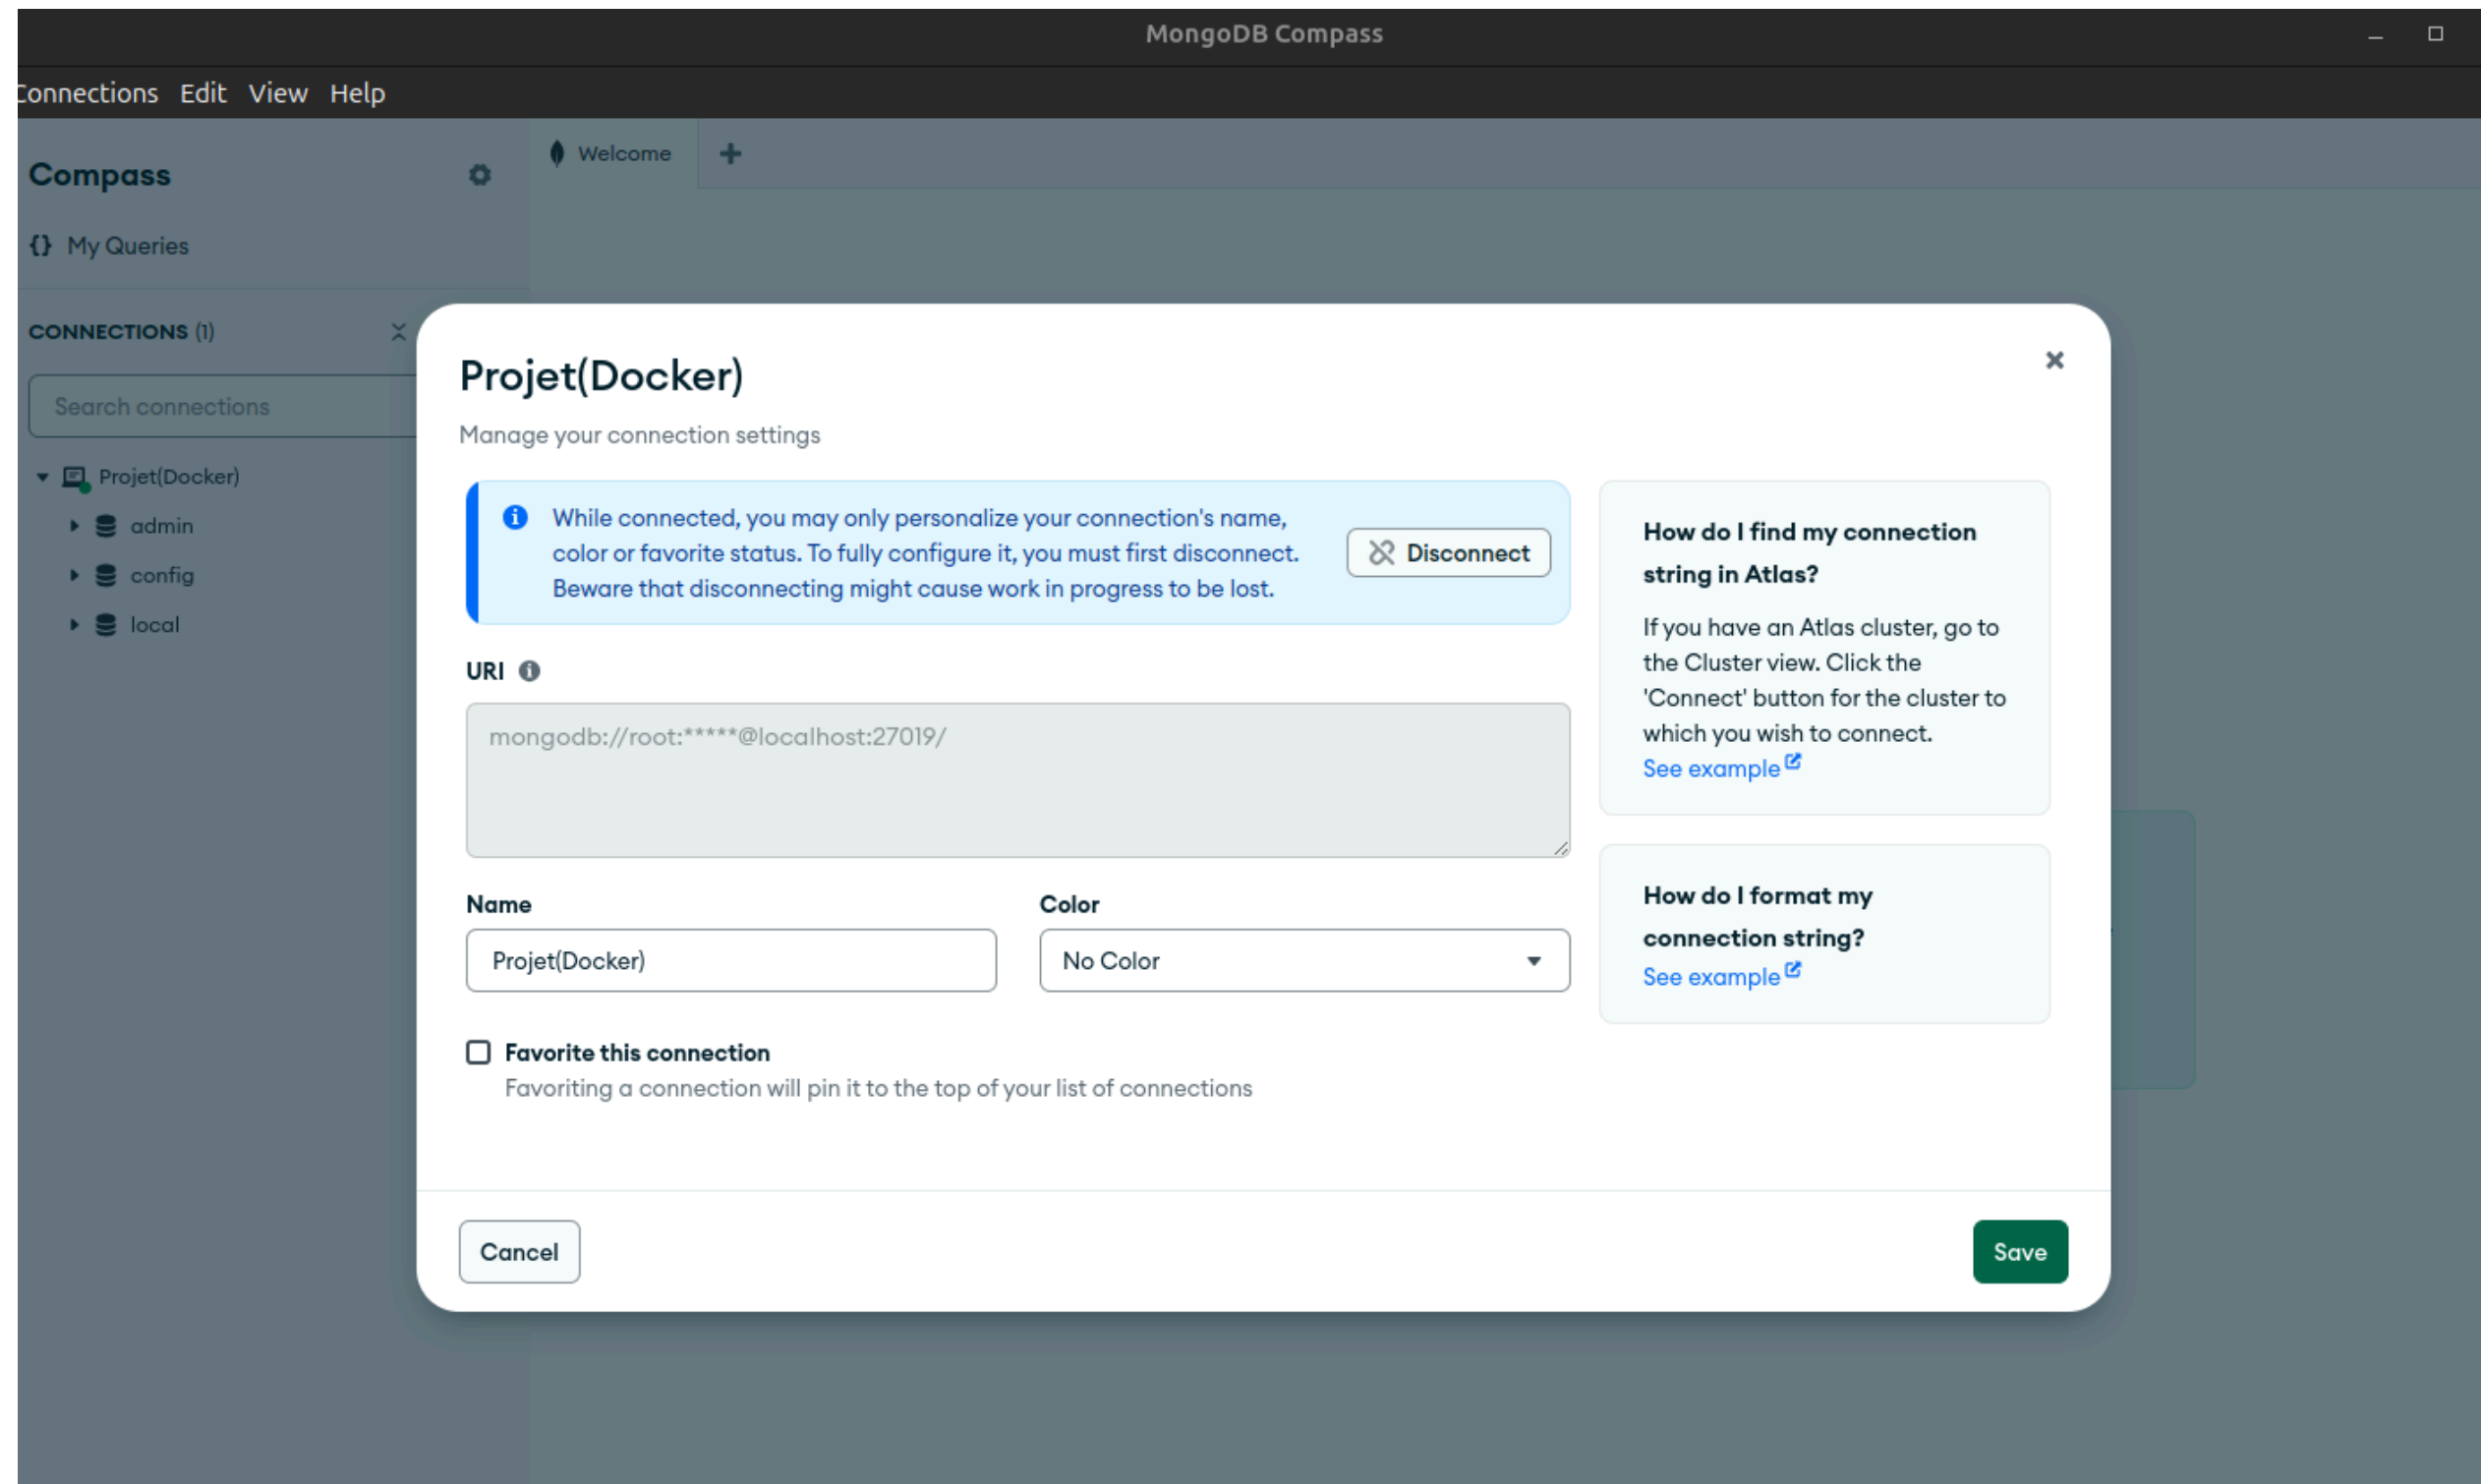 MongoDB Compass
Connections Edit View Help
Compass
Welcome
{} My Queries
CONNECTIONS (1)
Search connections
Projet(Docker)
admin
config
local
Projet(Docker)
Manage your connection settings
While connected, you may only personalize your connection's name,
color or favorite status. To fully configure it, you must first disconnect.
Beware that disconnecting might cause work in progress to be lost.
Disconnect
URI
mongodb://root:*****@localhost:27019/
Name
Projet(Docker)
Color
No Color
Favorite this connection
Favoriting a connection will pin it to the top of your list of connections
How do I find my connection
string in Atlas?
If you have an Atlas cluster, go to
the Cluster view. Click the
'Connect' button for the cluster to
which you wish to connect.
See example
How do I format my
connection string?
See example
Cancel
Save